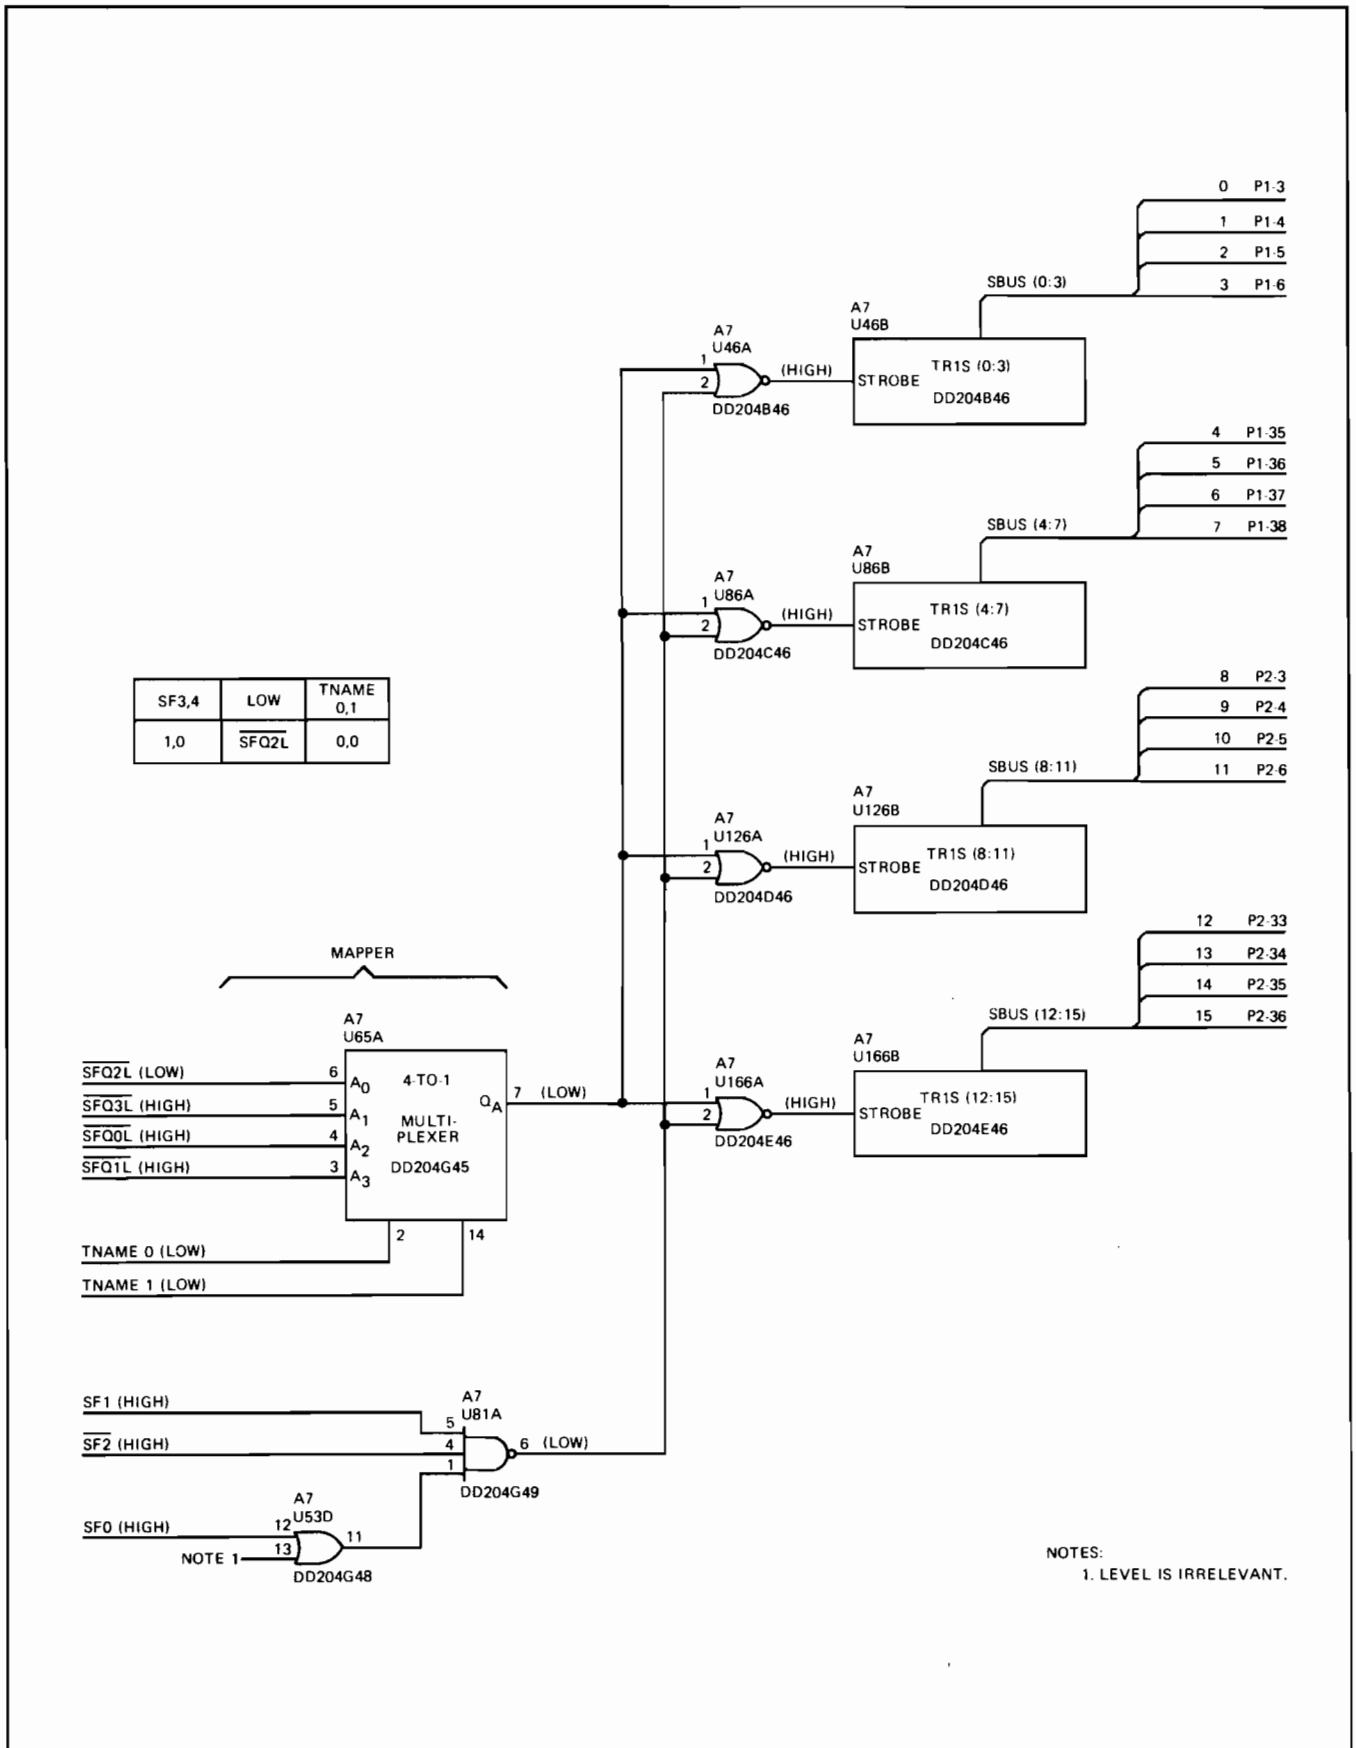 0 P1-3
1 P1-4
2 P1-5
SBUS (0:3)
3 P1-6
A7
U46B
A7
U46A
1
2
(HIGH)
STROBE
TR1S (0:3)
DD204B46
DD204B46
4 P1-35
5 P1-36
6 P1-37
SBUS (4:7)
7 P1-38
A7
U86B
A7
U86A
1
2
(HIGH)
STROBE
TR1S (4:7)
DD204C46
DD204C46
SF3,4 LOW TNAME 0,1
1,0 S̅F̅Q̅2̅L̅ 0,0
8 P2-3
9 P2-4
10 P2-5
SBUS (8:11)
11 P2-6
A7
U126B
A7
U126A
1
2
(HIGH)
STROBE
TR1S (8:11)
DD204D46
DD204D46
12 P2-33
13 P2-34
14 P2-35
SBUS (12:15)
15 P2-36
A7
U166B
A7
U166A
1
2
(HIGH)
STROBE
TR1S (12:15)
DD204E46
DD204E46
MAPPER
A7
U65A
S̅F̅Q̅2̅L̅ (LOW) 6 A0
S̅F̅Q̅3̅L̅ (HIGH) 5 A1
S̅F̅Q̅0̅L̅ (HIGH) 4 A2
S̅F̅Q̅1̅L̅ (HIGH) 3 A3
4-TO-1
MULTI-
PLEXER
DD204G45
QA 7 (LOW)
2 14
TNAME 0 (LOW)
TNAME 1 (LOW)
A7
U81A
SF1 (HIGH) 5
S̅F̅2̅ (HIGH) 4
1
6 (LOW)
DD204G49
A7
U53D
SF0 (HIGH) 12
NOTE 1 13
11
DD204G48
NOTES:
1. LEVEL IS IRRELEVANT.